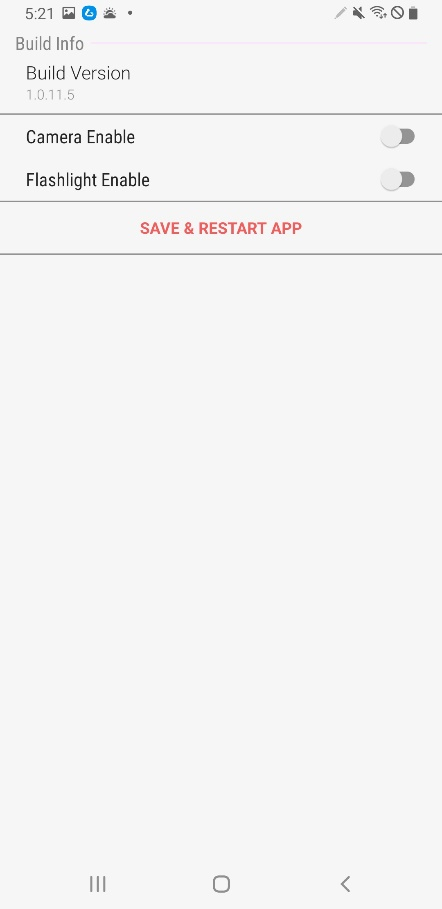 5:21
Build Info
Build Version
1.0.11.5
Camera Enable
Flashlight Enable
SAVE & RESTART APP